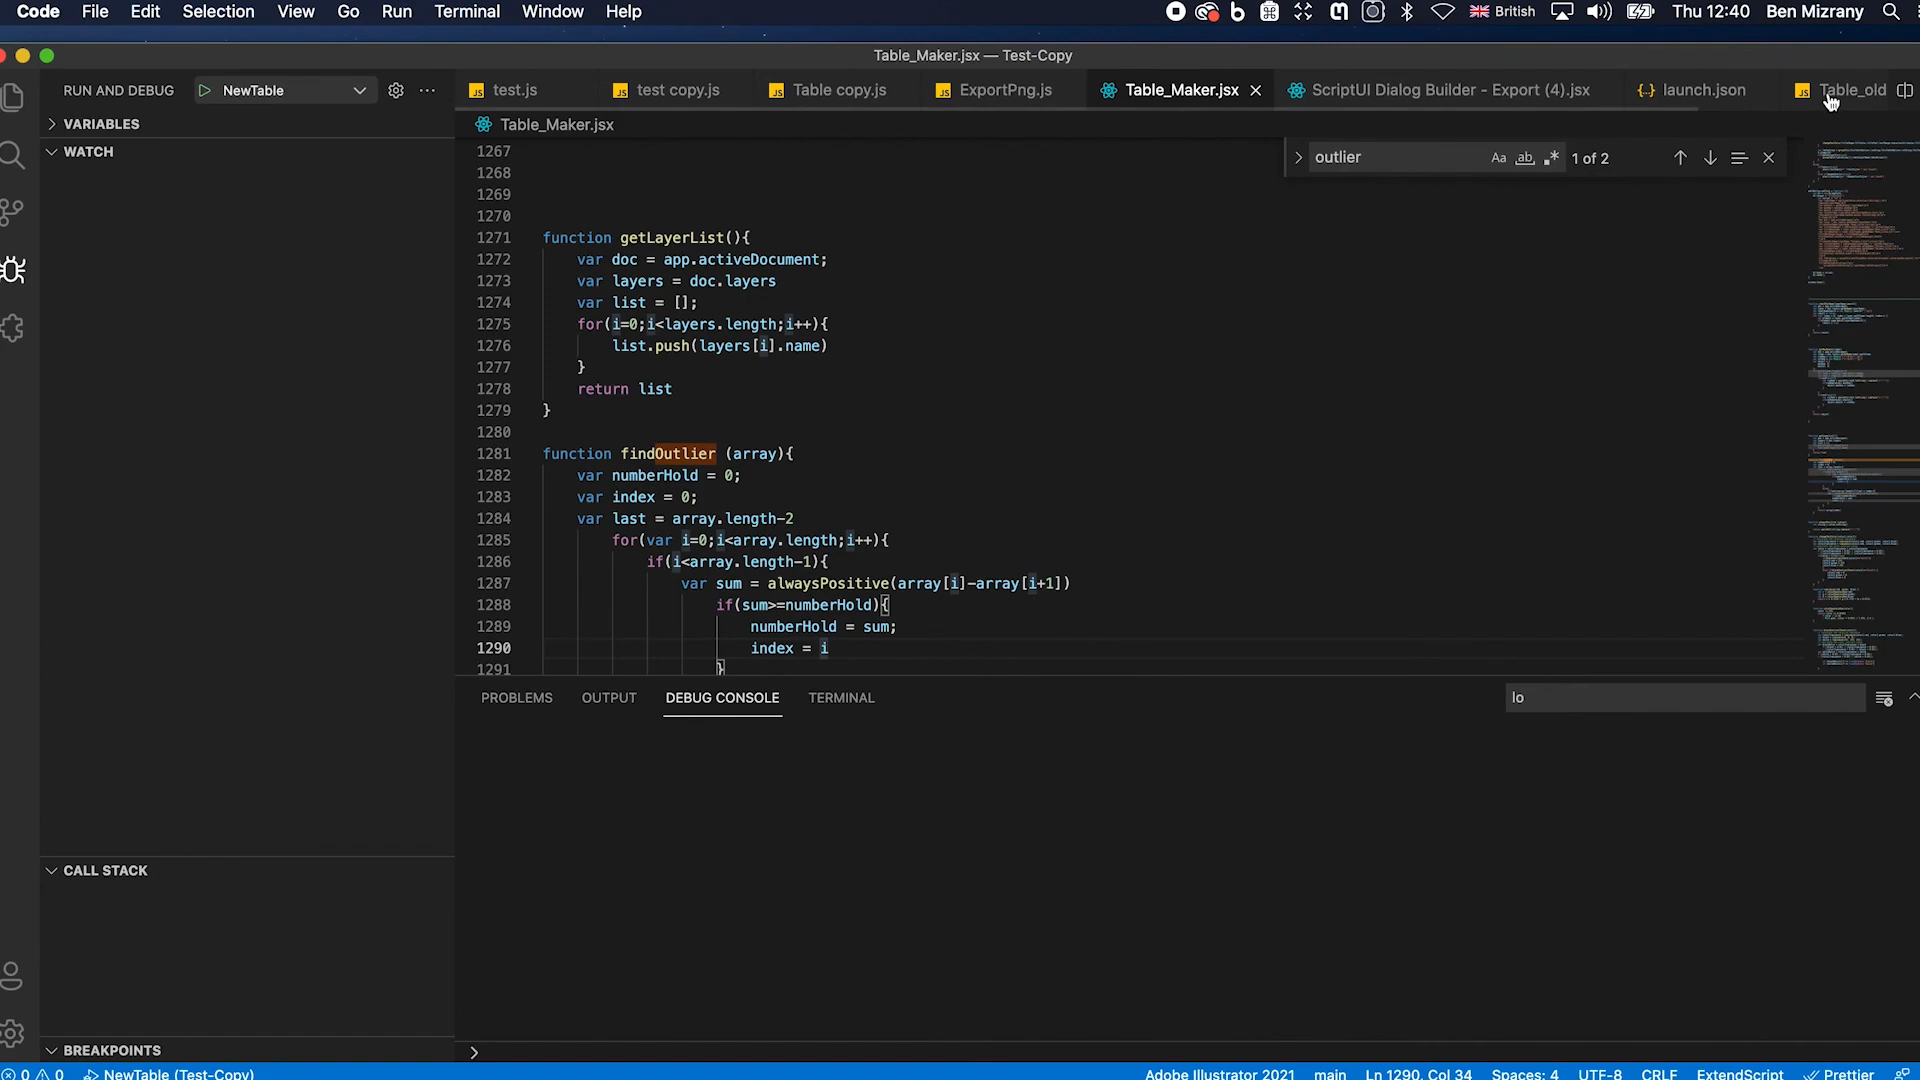 Code File Edit Selection View Go Run Terminal Window Help British Thu 12:40 Ben Mizrany
Table_Maker.jsx — Test-Copy
RUN AND DEBUG NewTable
JS test.js JS test copy.js JS Table copy.js JS ExportPng.js Table_Maker.jsx ScriptUI Dialog Builder - Export (4).jsx {} launch.json JS Table_old
VARIABLES
WATCH
Table_Maker.jsx
outlier Aa ab .* 1 of 2
1267
1268
1269
1270
1271 function getLayerList(){
1272 var doc = app.activeDocument;
1273 var layers = doc.layers
1274 var list = [];
1275 for(i=0;i<layers.length;i++){
1276 list.push(layers[i].name)
1277 }
1278 return list
1279 }
1280
1281 function findOutlier (array){
1282 var numberHold = 0;
1283 var index = 0;
1284 var last = array.length-2
1285 for(var i=0;i<array.length;i++){
1286 if(i<array.length-1){
1287 var sum = alwaysPositive(array[i]-array[i+1])
1288 if(sum>=numberHold){
1289 numberHold = sum;
1290 index = i
1291 }
PROBLEMS OUTPUT DEBUG CONSOLE TERMINAL lo
CALL STACK
BREAKPOINTS
0 0 NewTable (Test-Copy) Adobe Illustrator 2021 main Ln 1290, Col 34 Spaces: 4 UTF-8 CRLF ExtendScript Prettier